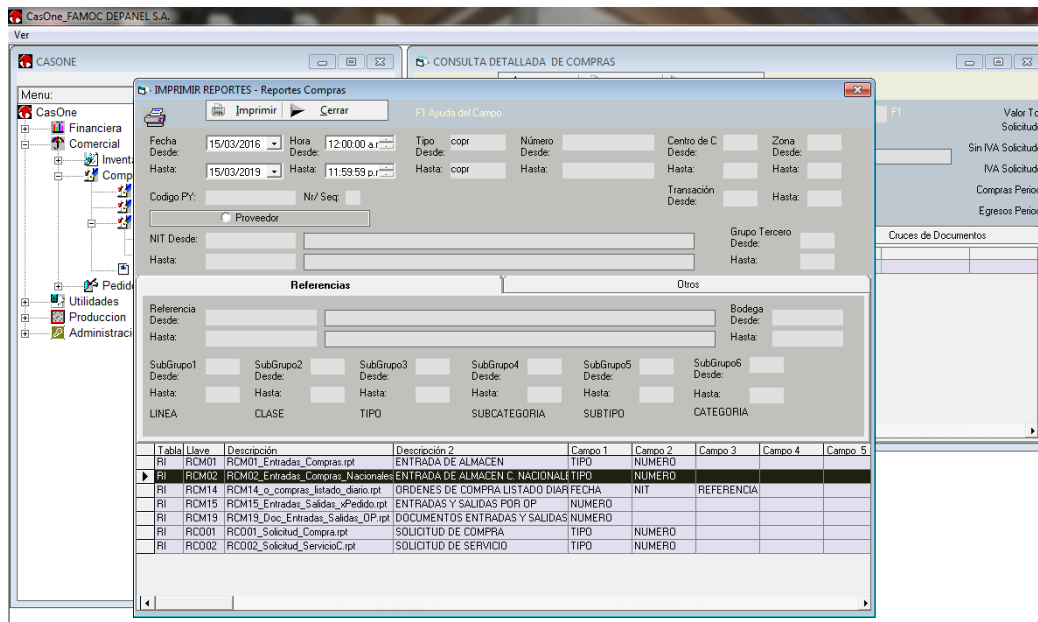 CasOne_FAMOC DEPANEL S.A.
Ver
CASONE
CONSULTA DETALLADA DE COMPRAS
Menu:
CasOne
Financiera
Comercial
Pedid
Utilidades
Produccion
Administraci
F1
Solicitud
Sin IVA Solicitud
IVA Solicitud
Compras Perio
Egresos Perio
Cruces de Documentos
IMPRIMIR REPORTES - Reportes Compras
Imprimir Cerrar F1 Ayuda del Campo
Fecha Desde: 15/03/2016 Hora Desde: 12:00:00 a.r Tipo Desde: copr Número Desde: Centro de C Desde: Zona Desde:
Hasta: 15/03/2019 Hasta: 11:59:59 p.r Hasta: copr Hasta: Hasta: Hasta:
Codigo PY: Nr/ Seq: Transación Desde: Hasta:
Proveedor
NIT Desde: Grupo Tercero Desde:
Hasta: Hasta:
Referencias Otros
Referencia Desde: Bodega Desde:
Hasta: Hasta:
SubGrupo1 Desde: SubGrupo2 Desde: SubGrupo3 Desde: SubGrupo4 Desde: SubGrupo5 Desde: SubGrupo6 Desde:
Hasta: Hasta: Hasta: Hasta: Hasta: Hasta:
LINEA CLASE TIPO SUBCATEGORIA SUBTIPO CATEGORIA
Tabla Llave Descripción Descripción 2 Campo 1 Campo 2 Campo 3 Campo 4 Campo 5
RI RCM01 RCM01_Entradas_Compras.rpt ENTRADA DE ALMACEN TIPO NUMERO
RI RCM02 RCM02_Entradas_Compras_Nacionales ENTRADA DE ALMACEN C. NACIONALE TIPO NUMERO
RI RCM14 RCM14_o_compras_listado_diario.rpt ORDENES DE COMPRA LISTADO DIAR FECHA NIT REFERENCIA
RI RCM15 RCM15_Entradas_Salidas_xPedido.rpt ENTRADAS Y SALIDAS POR OP NUMERO
RI RCM19 RCM19_Doc_Entradas_Salidas_OP.rpt DOCUMENTOS ENTRADAS Y SALIDAS NUMERO
RI RCO01 RCO01_Solicitud_Compra.rpt SOLICITUD DE COMPRA TIPO NUMERO
RI RCO02 RCO02_Solicitud_ServicioC.rpt SOLICITUD DE SERVICIO TIPO NUMERO